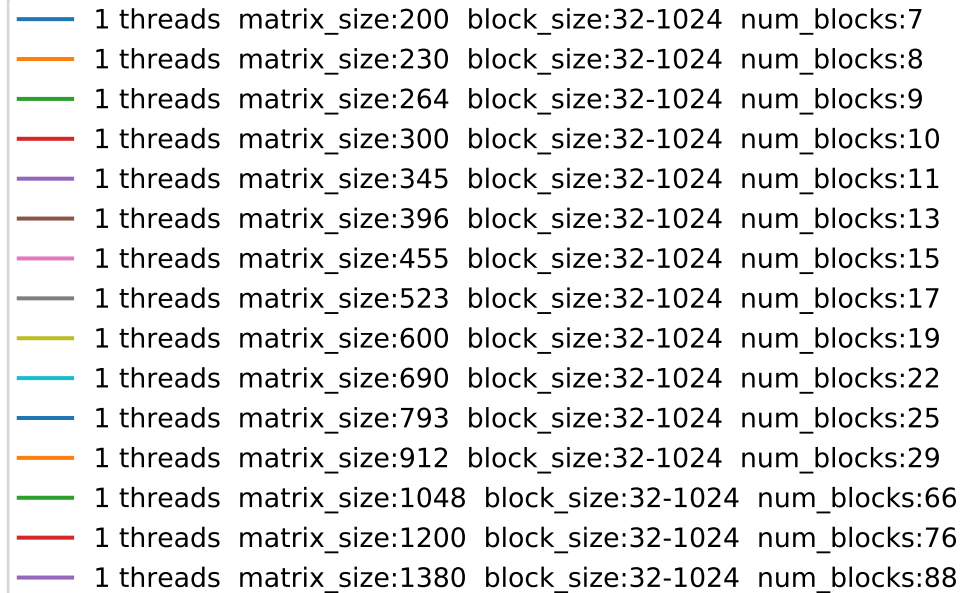 1 threads matrix_size:200 block_size:32-1024 num_blocks:7
1 threads matrix_size:230 block_size:32-1024 num_blocks:8
1 threads matrix_size:264 block_size:32-1024 num_blocks:9
1 threads matrix_size:300 block_size:32-1024 num_blocks:10
1 threads matrix_size:345 block_size:32-1024 num_blocks:11
1 threads matrix_size:396 block_size:32-1024 num_blocks:13
1 threads matrix_size:455 block_size:32-1024 num_blocks:15
1 threads matrix_size:523 block_size:32-1024 num_blocks:17
1 threads matrix_size:600 block_size:32-1024 num_blocks:19
1 threads matrix_size:690 block_size:32-1024 num_blocks:22
1 threads matrix_size:793 block_size:32-1024 num_blocks:25
1 threads matrix_size:912 block_size:32-1024 num_blocks:29
1 threads matrix_size:1048 block_size:32-1024 num_blocks:66
1 threads matrix_size:1200 block_size:32-1024 num_blocks:76
1 threads matrix_size:1380 block_size:32-1024 num_blocks:88